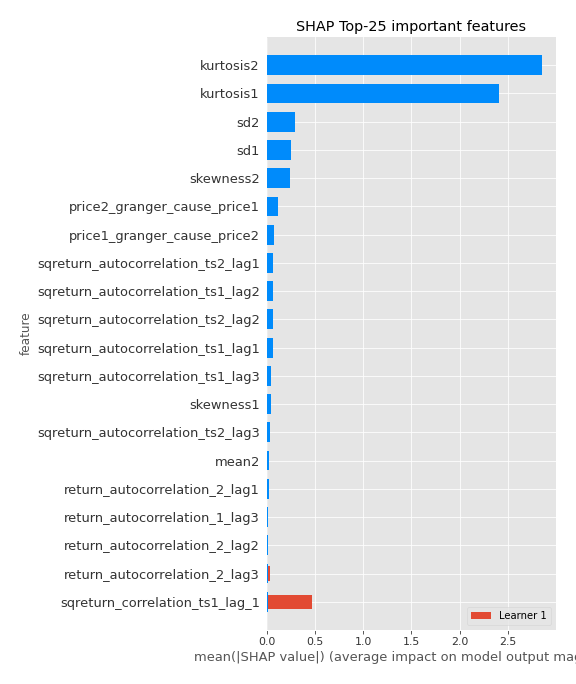 SHAP Top-25 important features
kurtosis2
kurtosis1
sd2
sd1
skewness2
price2_granger_cause_price1
price1_granger_cause_price2
sqreturn_autocorrelation_ts2_lag1
sqreturn_autocorrelation_ts1_lag2
sqreturn_autocorrelation_ts2_lag2
sqreturn_autocorrelation_ts1_lag1
sqreturn_autocorrelation_ts1_lag3
skewness1
sqreturn_autocorrelation_ts2_lag3
mean2
return_autocorrelation_2_lag1
return_autocorrelation_1_lag3
return_autocorrelation_2_lag2
return_autocorrelation_2_lag3
sqreturn_correlation_ts1_lag_1
feature
Learner 1
0.0 0.5 1.0 1.5 2.0 2.5
mean(|SHAP value|) (average impact on model output mag